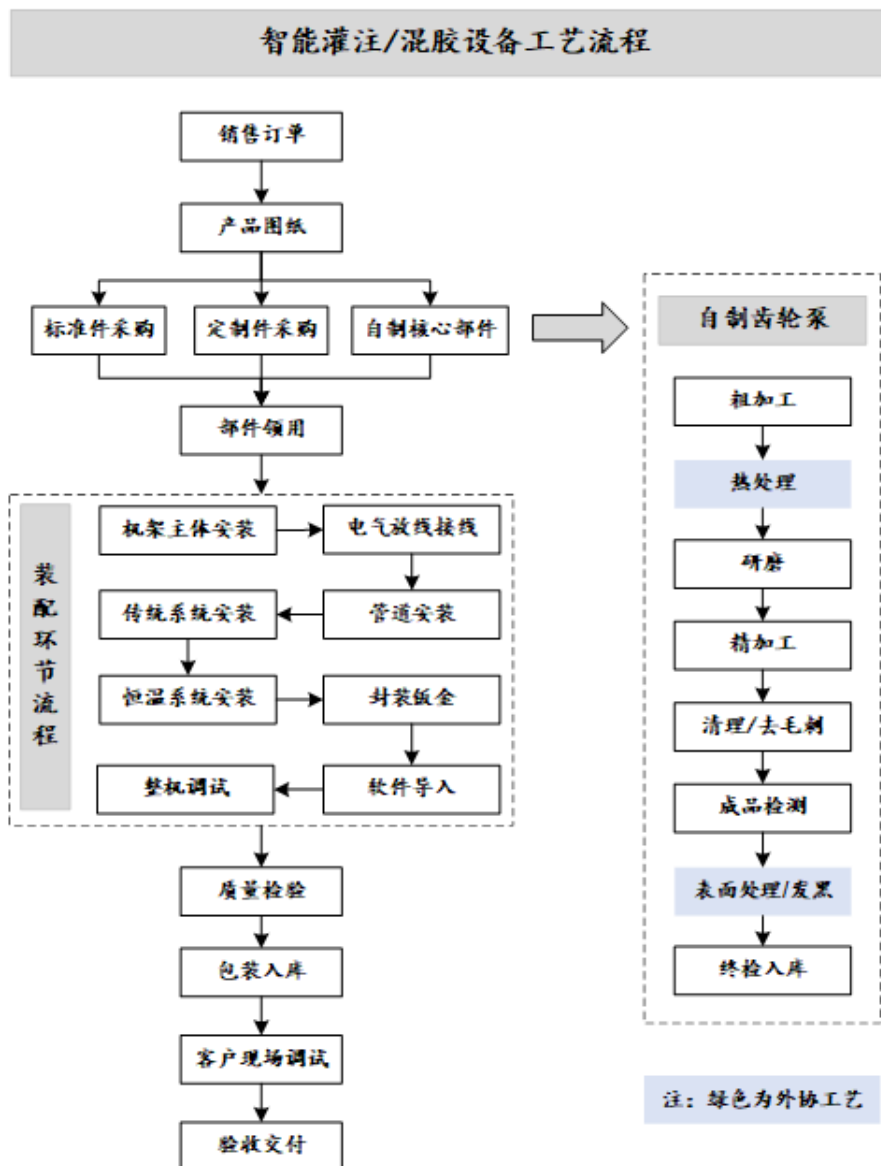 智能灌注/混胶设备工艺流程
销售订单
产品图纸
标准件采购
定制件采购
自制核心部件
部件领用
装配环节流程
机架主体安装
电气放线接线
管道安装
传统系统安装
恒温系统安装
封装钣金
软件导入
整机调试
质量检验
包装入库
客户现场调试
验收交付
自制齿轮泵
粗加工
热处理
研磨
精加工
清理/去毛刺
成品检测
表面处理/发黑
终检入库
注：绿色为外协工艺